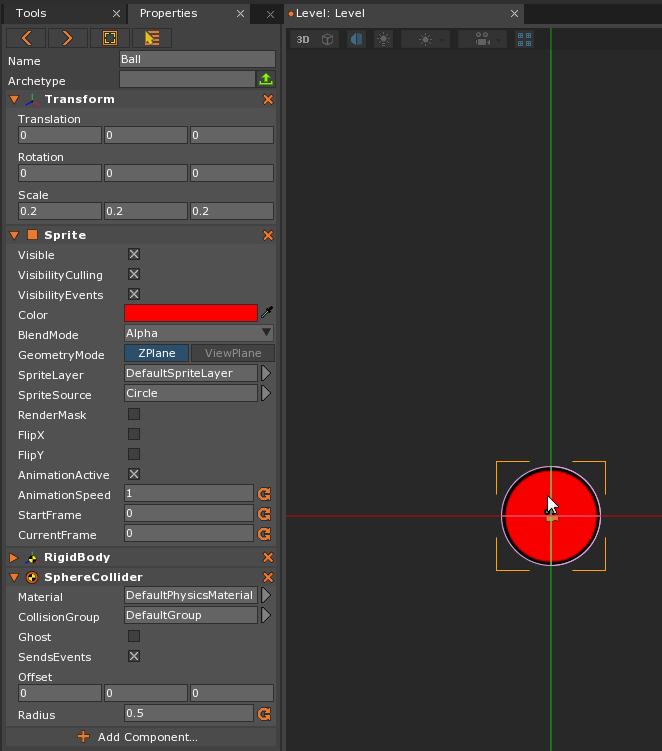 Tools Properties Level: Level
3D
Name Ball
Archetype
Transform
Translation
0 0 0
Rotation
0 0 0
Scale
0.2 0.2 0.2
Sprite
Visible
VisibilityCulling
VisibilityEvents
Color
BlendMode Alpha
GeometryMode ZPlane ViewPlane
SpriteLayer DefaultSpriteLayer
SpriteSource Circle
RenderMask
FlipX
FlipY
AnimationActive
AnimationSpeed 1
StartFrame 0
CurrentFrame 0
RigidBody
SphereCollider
Material DefaultPhysicsMaterial
CollisionGroup DefaultGroup
Ghost
SendsEvents
Offset
0 0 0
Radius 0.5
Add Component...